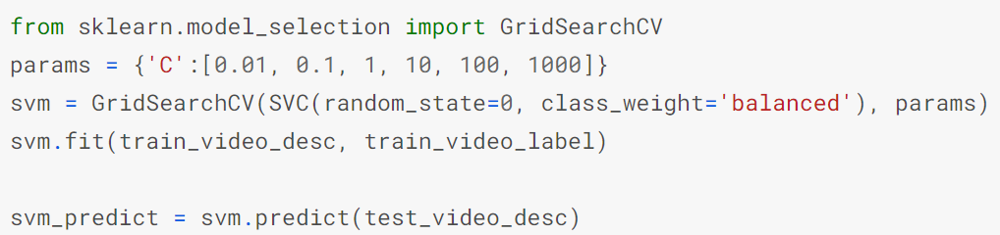 from sklearn.model_selection import GridSearchCV
params = {'C':[0.01, 0.1, 1, 10, 100, 1000]}
svm = GridSearchCV(SVC(random_state=0, class_weight='balanced'), params)
svm.fit(train_video_desc, train_video_label)
svm_predict = svm.predict(test_video_desc)